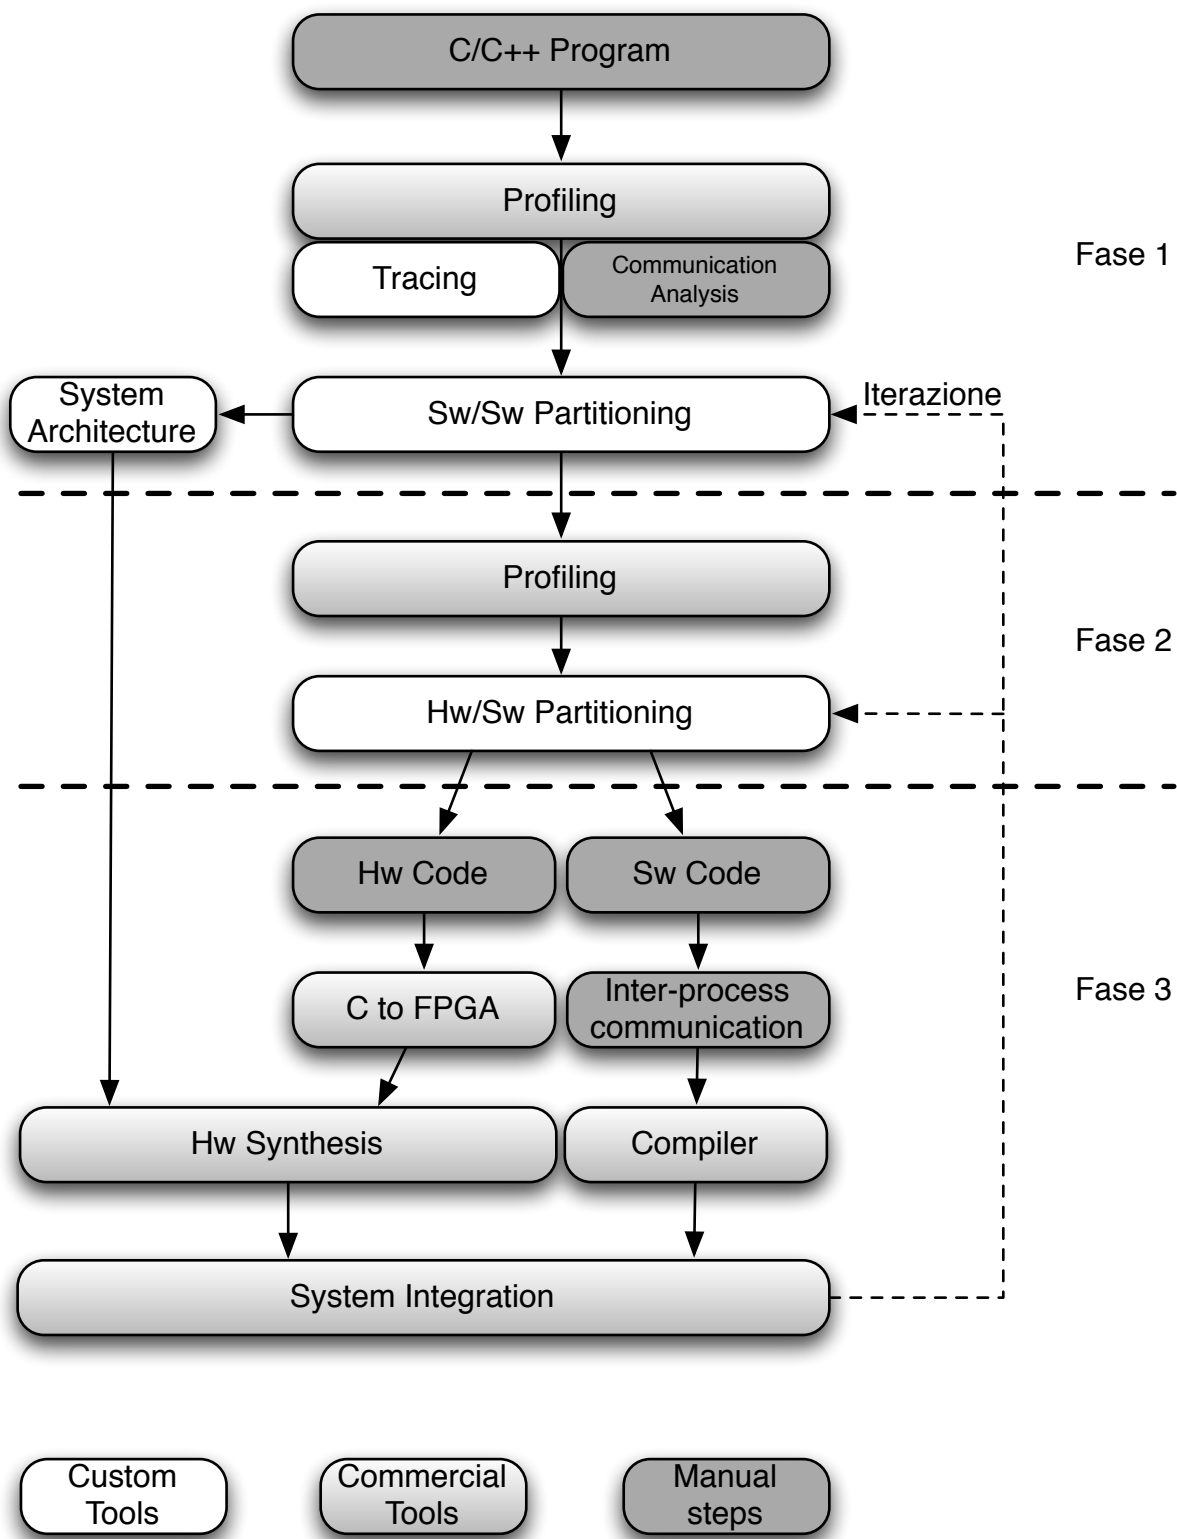 C/C++ Program
Profiling
Tracing
Communication
Analysis
Fase 1
System
Architecture
Sw/Sw Partitioning
Iterazione
Profiling
Fase 2
Hw/Sw Partitioning
Hw Code
Sw Code
C to FPGA
Inter-process
communication
Fase 3
Hw Synthesis
Compiler
System Integration
Custom
Tools
Commercial
Tools
Manual
steps